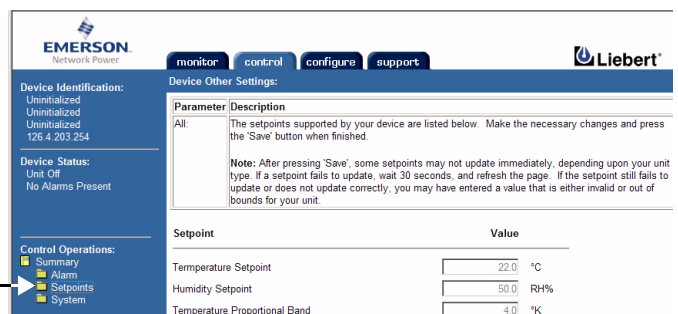 EMERSON.
Network Power
monitor
control
configure
support
Liebert®
Device Identification:
Uninitialized
Uninitialized
Uninitialized
126.4.203.254
Device Status:
Unit Off
No Alarms Present
Control Operations:
Summary
Alarm
Setpoints
System
Device Other Settings:
Parameter Description
All: The setpoints supported by your device are listed below. Make the necessary changes and press
the 'Save' button when finished.
Note: After pressing 'Save', some setpoints may not update immediately, depending upon your unit
type. If a setpoint fails to update, wait 30 seconds, and refresh the page. If the setpoint still fails to
update or does not update correctly, you may have entered a value that is either invalid or out of
bounds for your unit.
Setpoint Value
Termperature Setpoint 22.0 °C
Humidity Setpoint 50.0 RH%
Temperature Proportional Band 4.0 °K